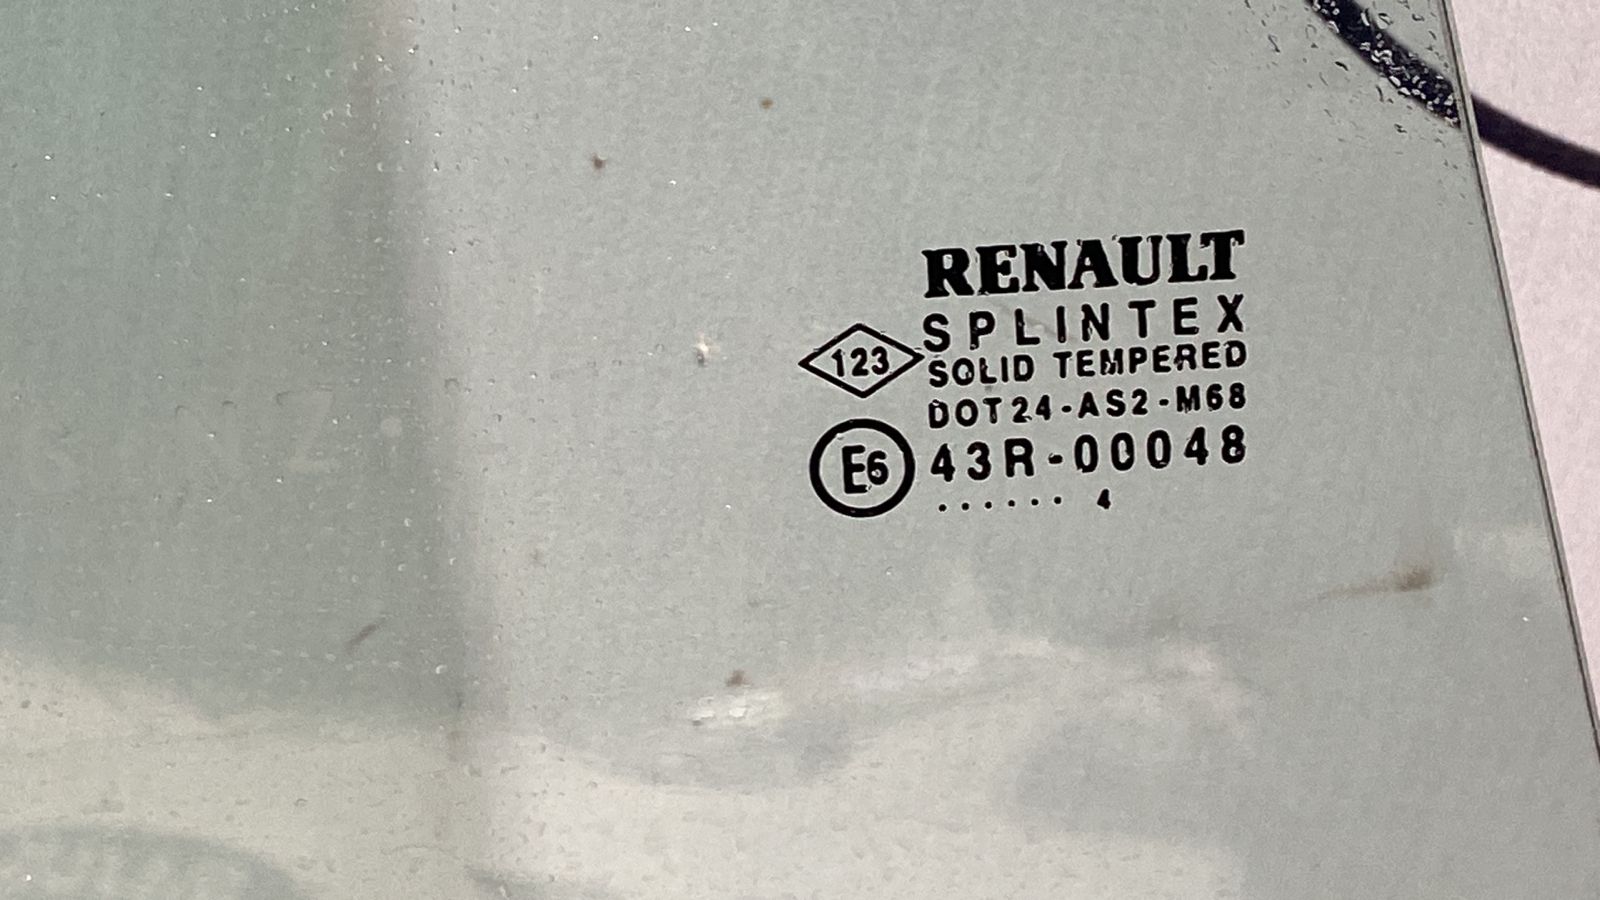 RENAULT
SPLINTEX
123
SOLID TEMPERED
DOT24-AS2-M68
E6 43R-00048
...... 4